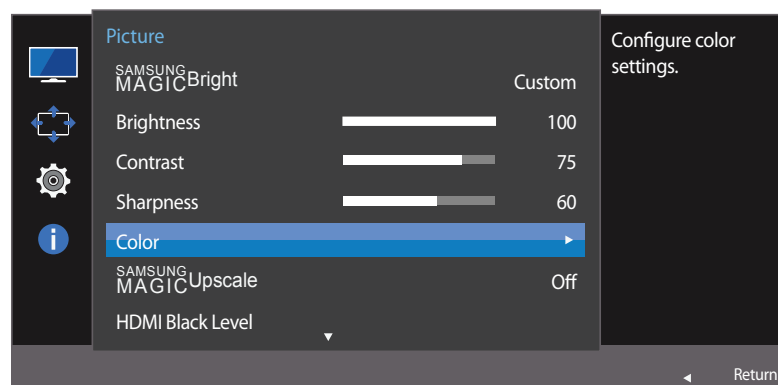 Picture
SAMSUNG MAGIC Bright Custom
Brightness 100
Contrast 75
Sharpness 60
Color
SAMSUNG MAGIC Upscale Off
HDMI Black Level
Configure color
settings.
Return